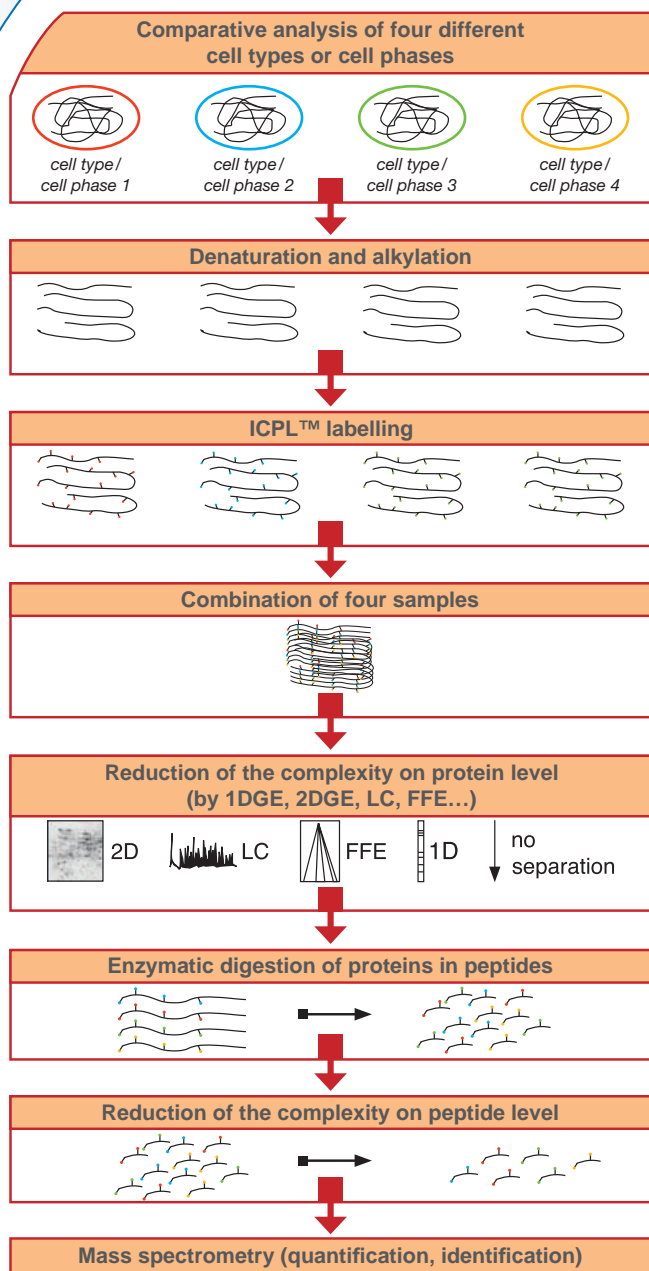 Comparative analysis of four different
cell types or cell phases
cell type/
cell phase 1
cell type/
cell phase 2
cell type/
cell phase 3
cell type/
cell phase 4
Denaturation and alkylation
ICPL™ labelling
Combination of four samples
Reduction of the complexity on protein level
(by 1DGE, 2DGE, LC, FFE...)
2D
LC
FFE
1D
no
separation
Enzymatic digestion of proteins in peptides
Reduction of the complexity on peptide level
Mass spectrometry (quantification, identification)